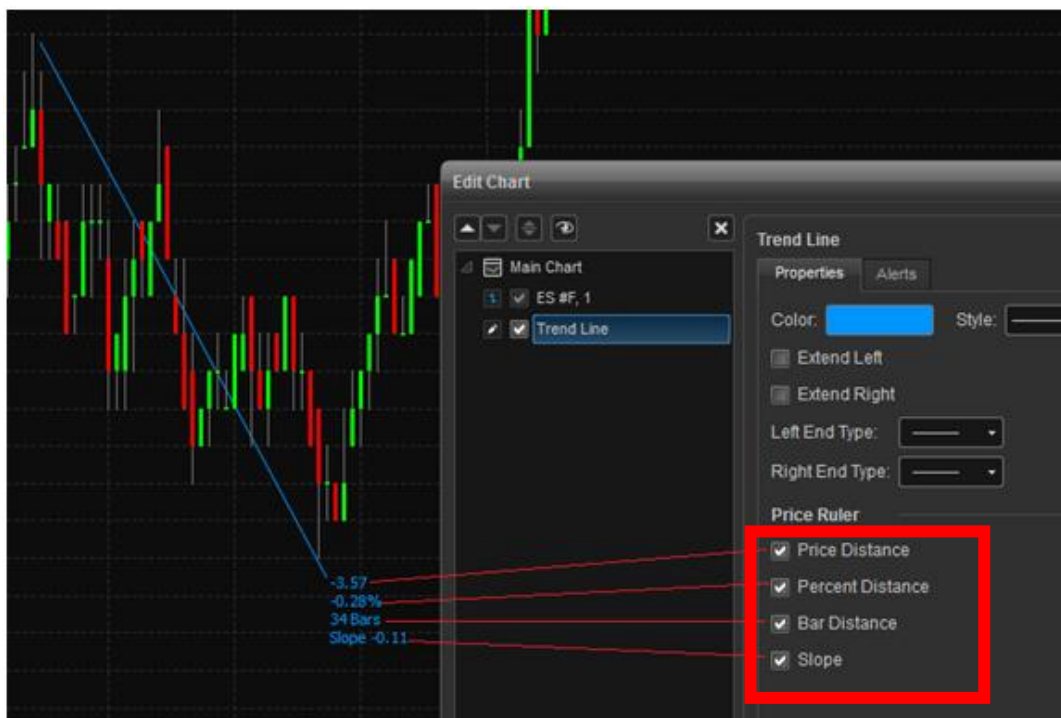 Edit Chart
Main Chart
ES #F, 1
Trend Line
Trend Line
Properties
Alerts
Color:
Style:
Extend Left
Extend Right
Left End Type:
Right End Type:
Price Ruler
Price Distance
Percent Distance
Bar Distance
Slope
-3.57
-0.28%
34 Bars
Slope -0.11